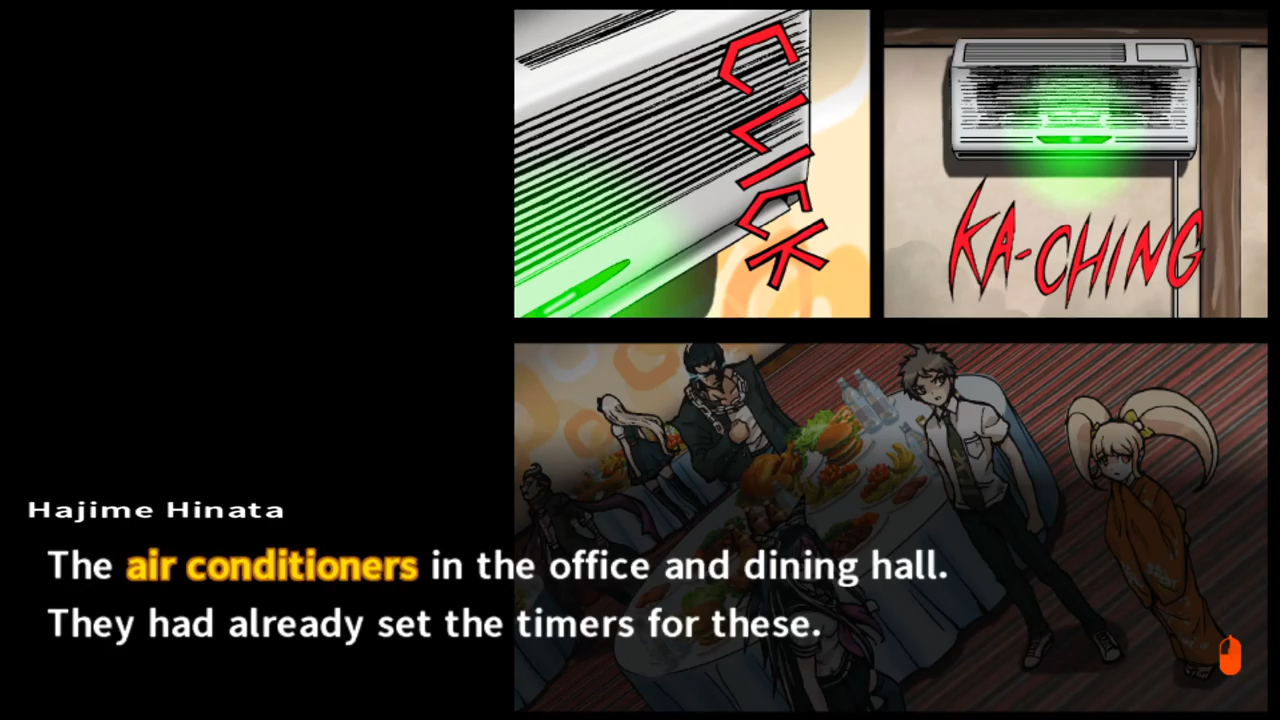 CLICK
KA-CHING
Hajime Hinata
The air conditioners in the office and dining hall.
They had already set the timers for these.